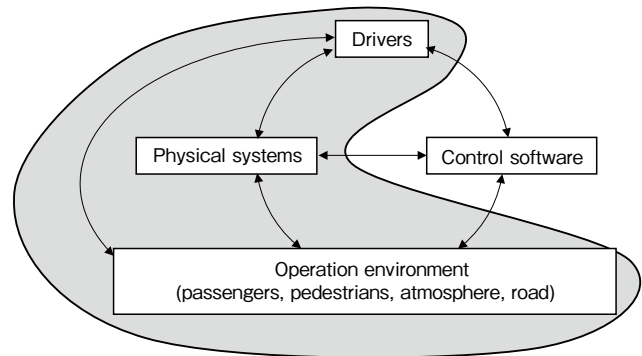 Drivers
Physical systems
Control software
Operation environment
(passengers, pedestrians, atmosphere, road)